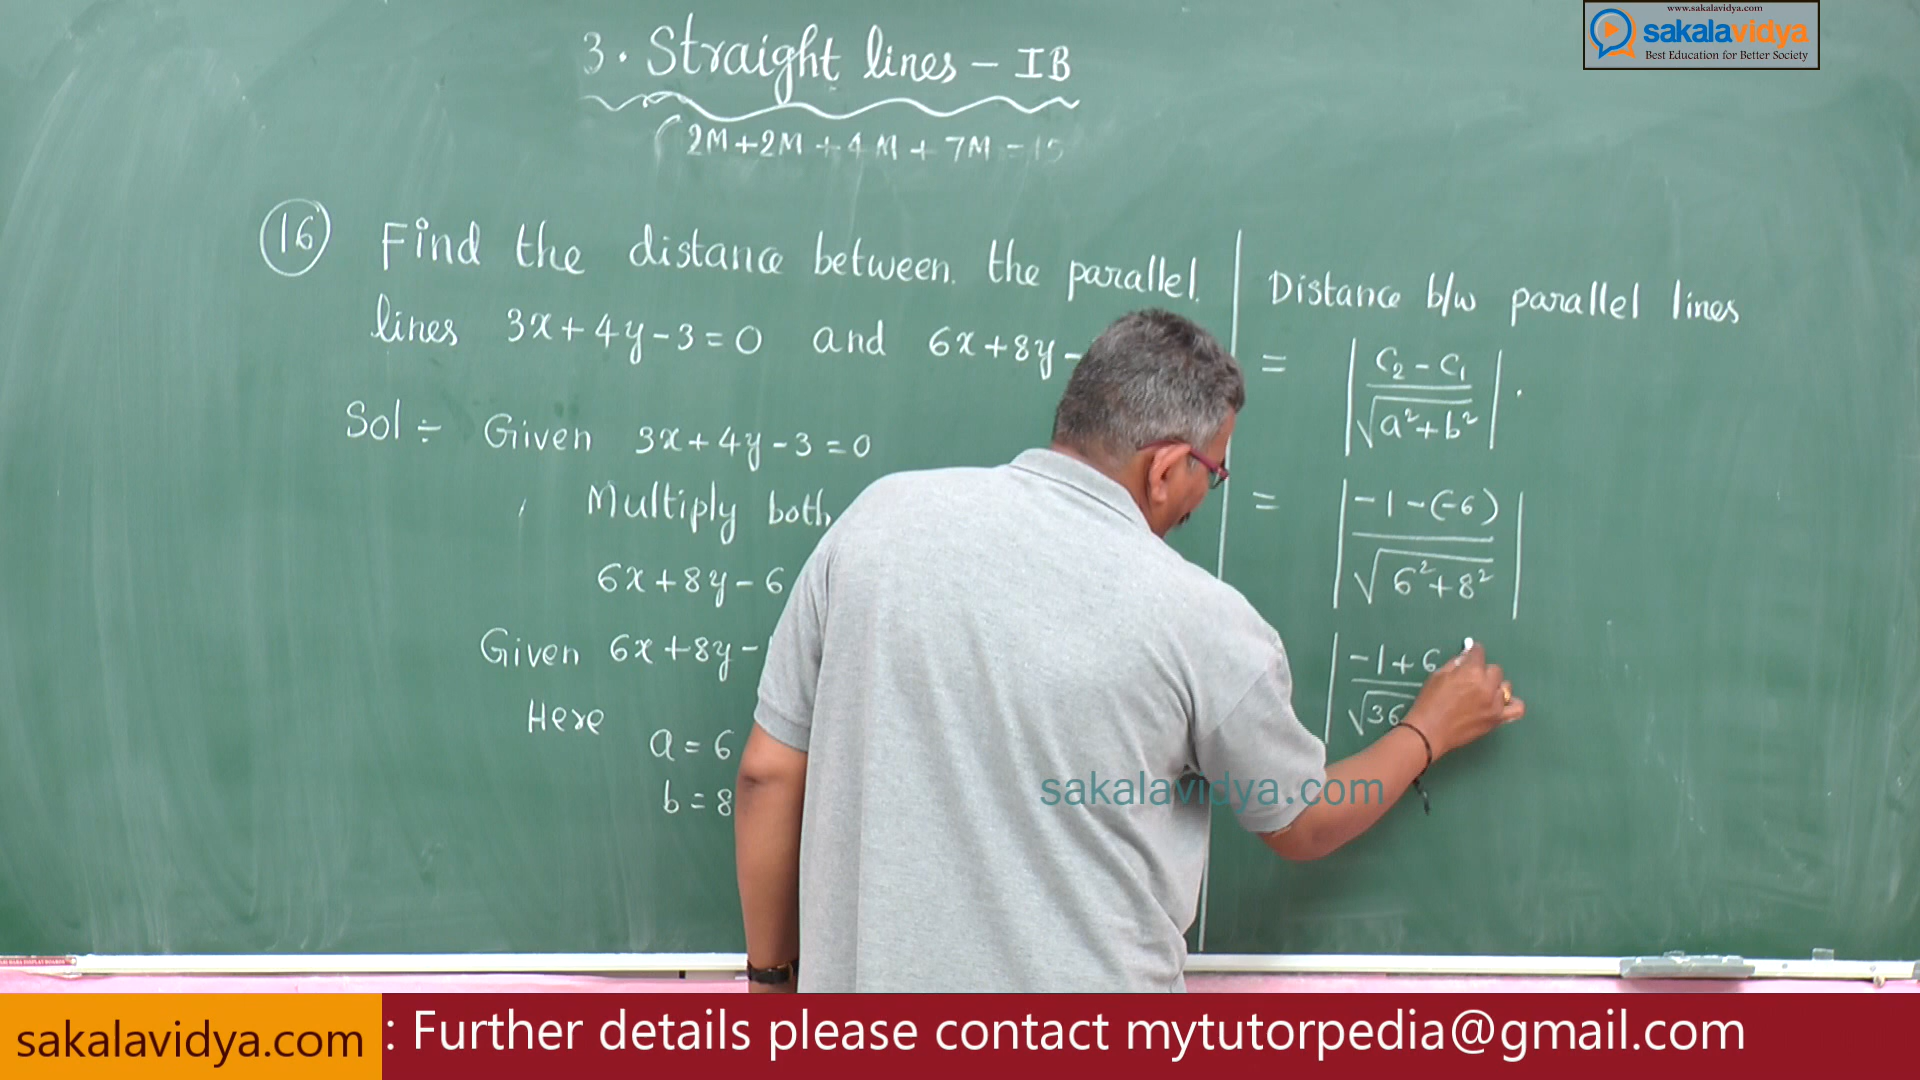 www.sakalavidya.com
sakalavidya
Best Education for Better Society
3. Straight lines - IB
2M+2M+4M+7M=15
16 Find the distance between the parallel
lines 3x+4y-3=0 and 6x+8y-
Sol ÷ Given 3x+4y-3=0
Multiply both
6x+8y-6
Given 6x+8y-
Here
a=6
b=8
Distance b/w parallel lines
= |C₂-C₁
√a²+b²| .
= |-1-(-6)
√6²+8²|
|-1+6
√36
sakalavidya.com
sakalavidya.com : Further details please contact mytutorpedia@gmail.com